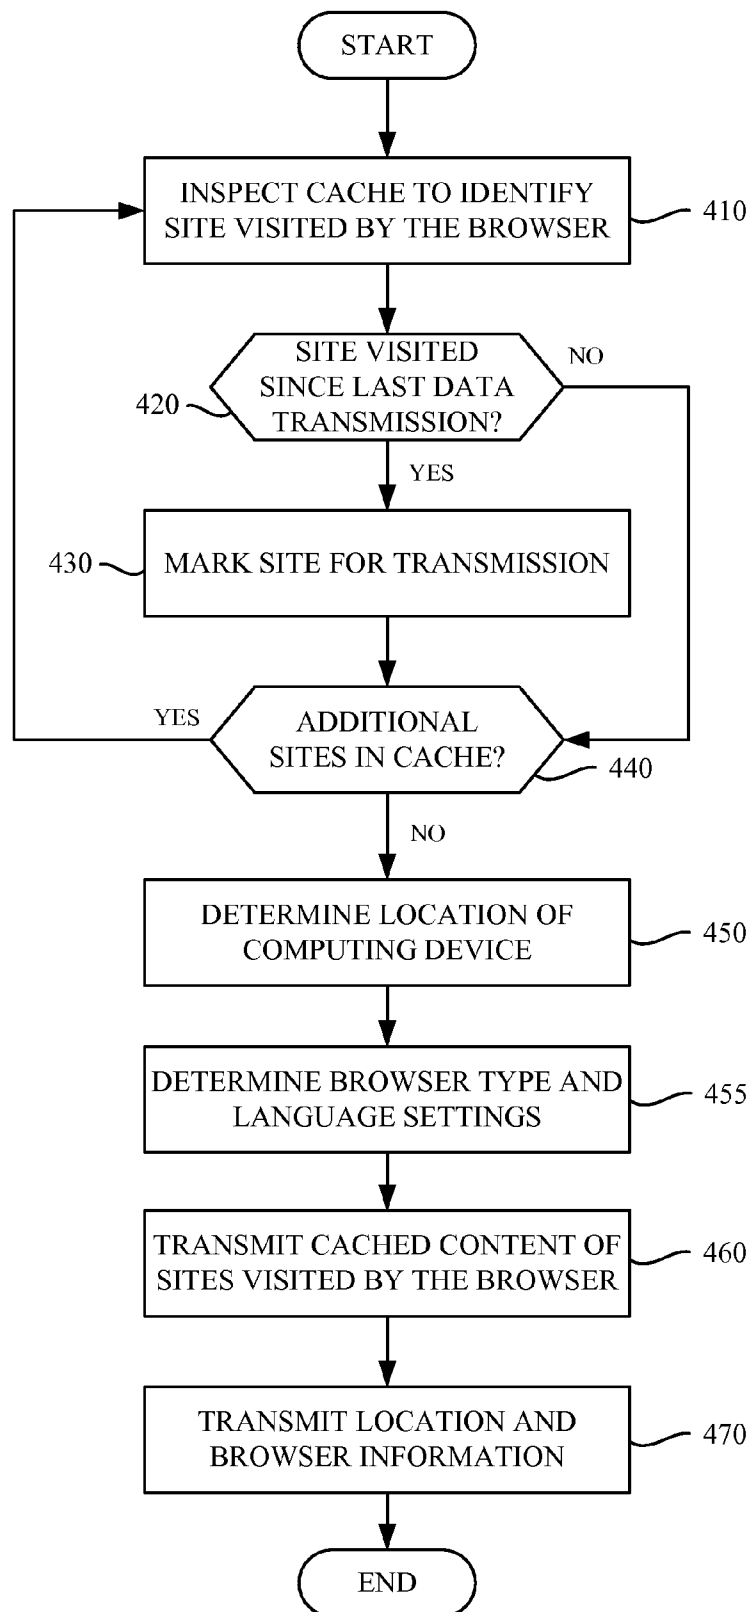 START
INSPECT CACHE TO IDENTIFY
SITE VISITED BY THE BROWSER
410
SITE VISITED
SINCE LAST DATA
TRANSMISSION?
NO
420
YES
MARK SITE FOR TRANSMISSION
430
YES
ADDITIONAL
SITES IN CACHE?
440
NO
DETERMINE LOCATION OF
COMPUTING DEVICE
450
DETERMINE BROWSER TYPE AND
LANGUAGE SETTINGS
455
TRANSMIT CACHED CONTENT OF
SITES VISITED BY THE BROWSER
460
TRANSMIT LOCATION AND
BROWSER INFORMATION
470
END